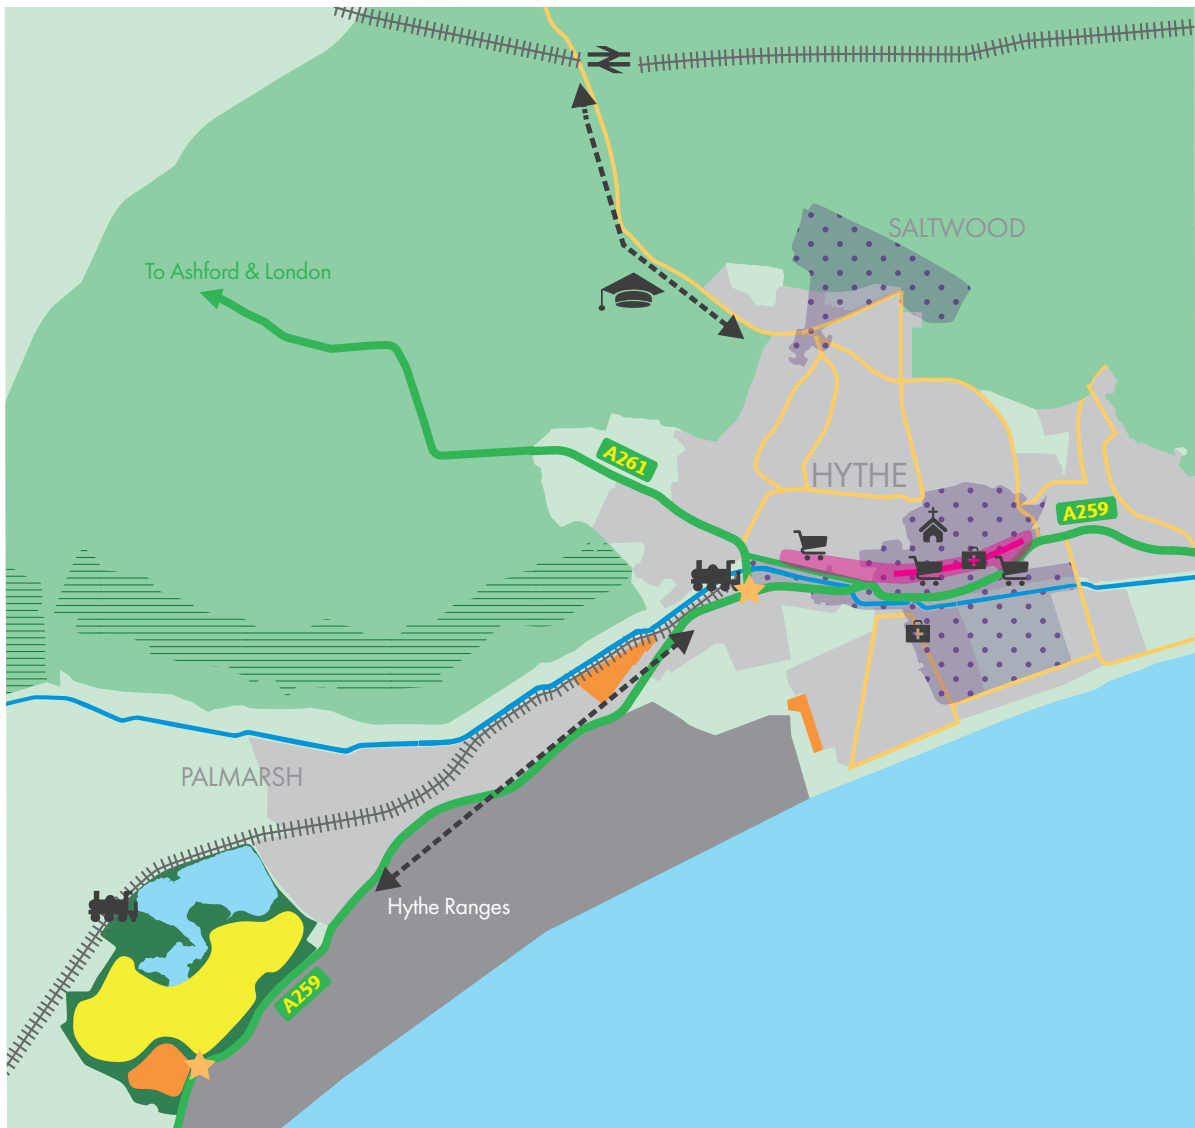 SALTWOOD
To Ashford & London
A261
HYTHE
A259
PALMARSH
Hythe Ranges
A259